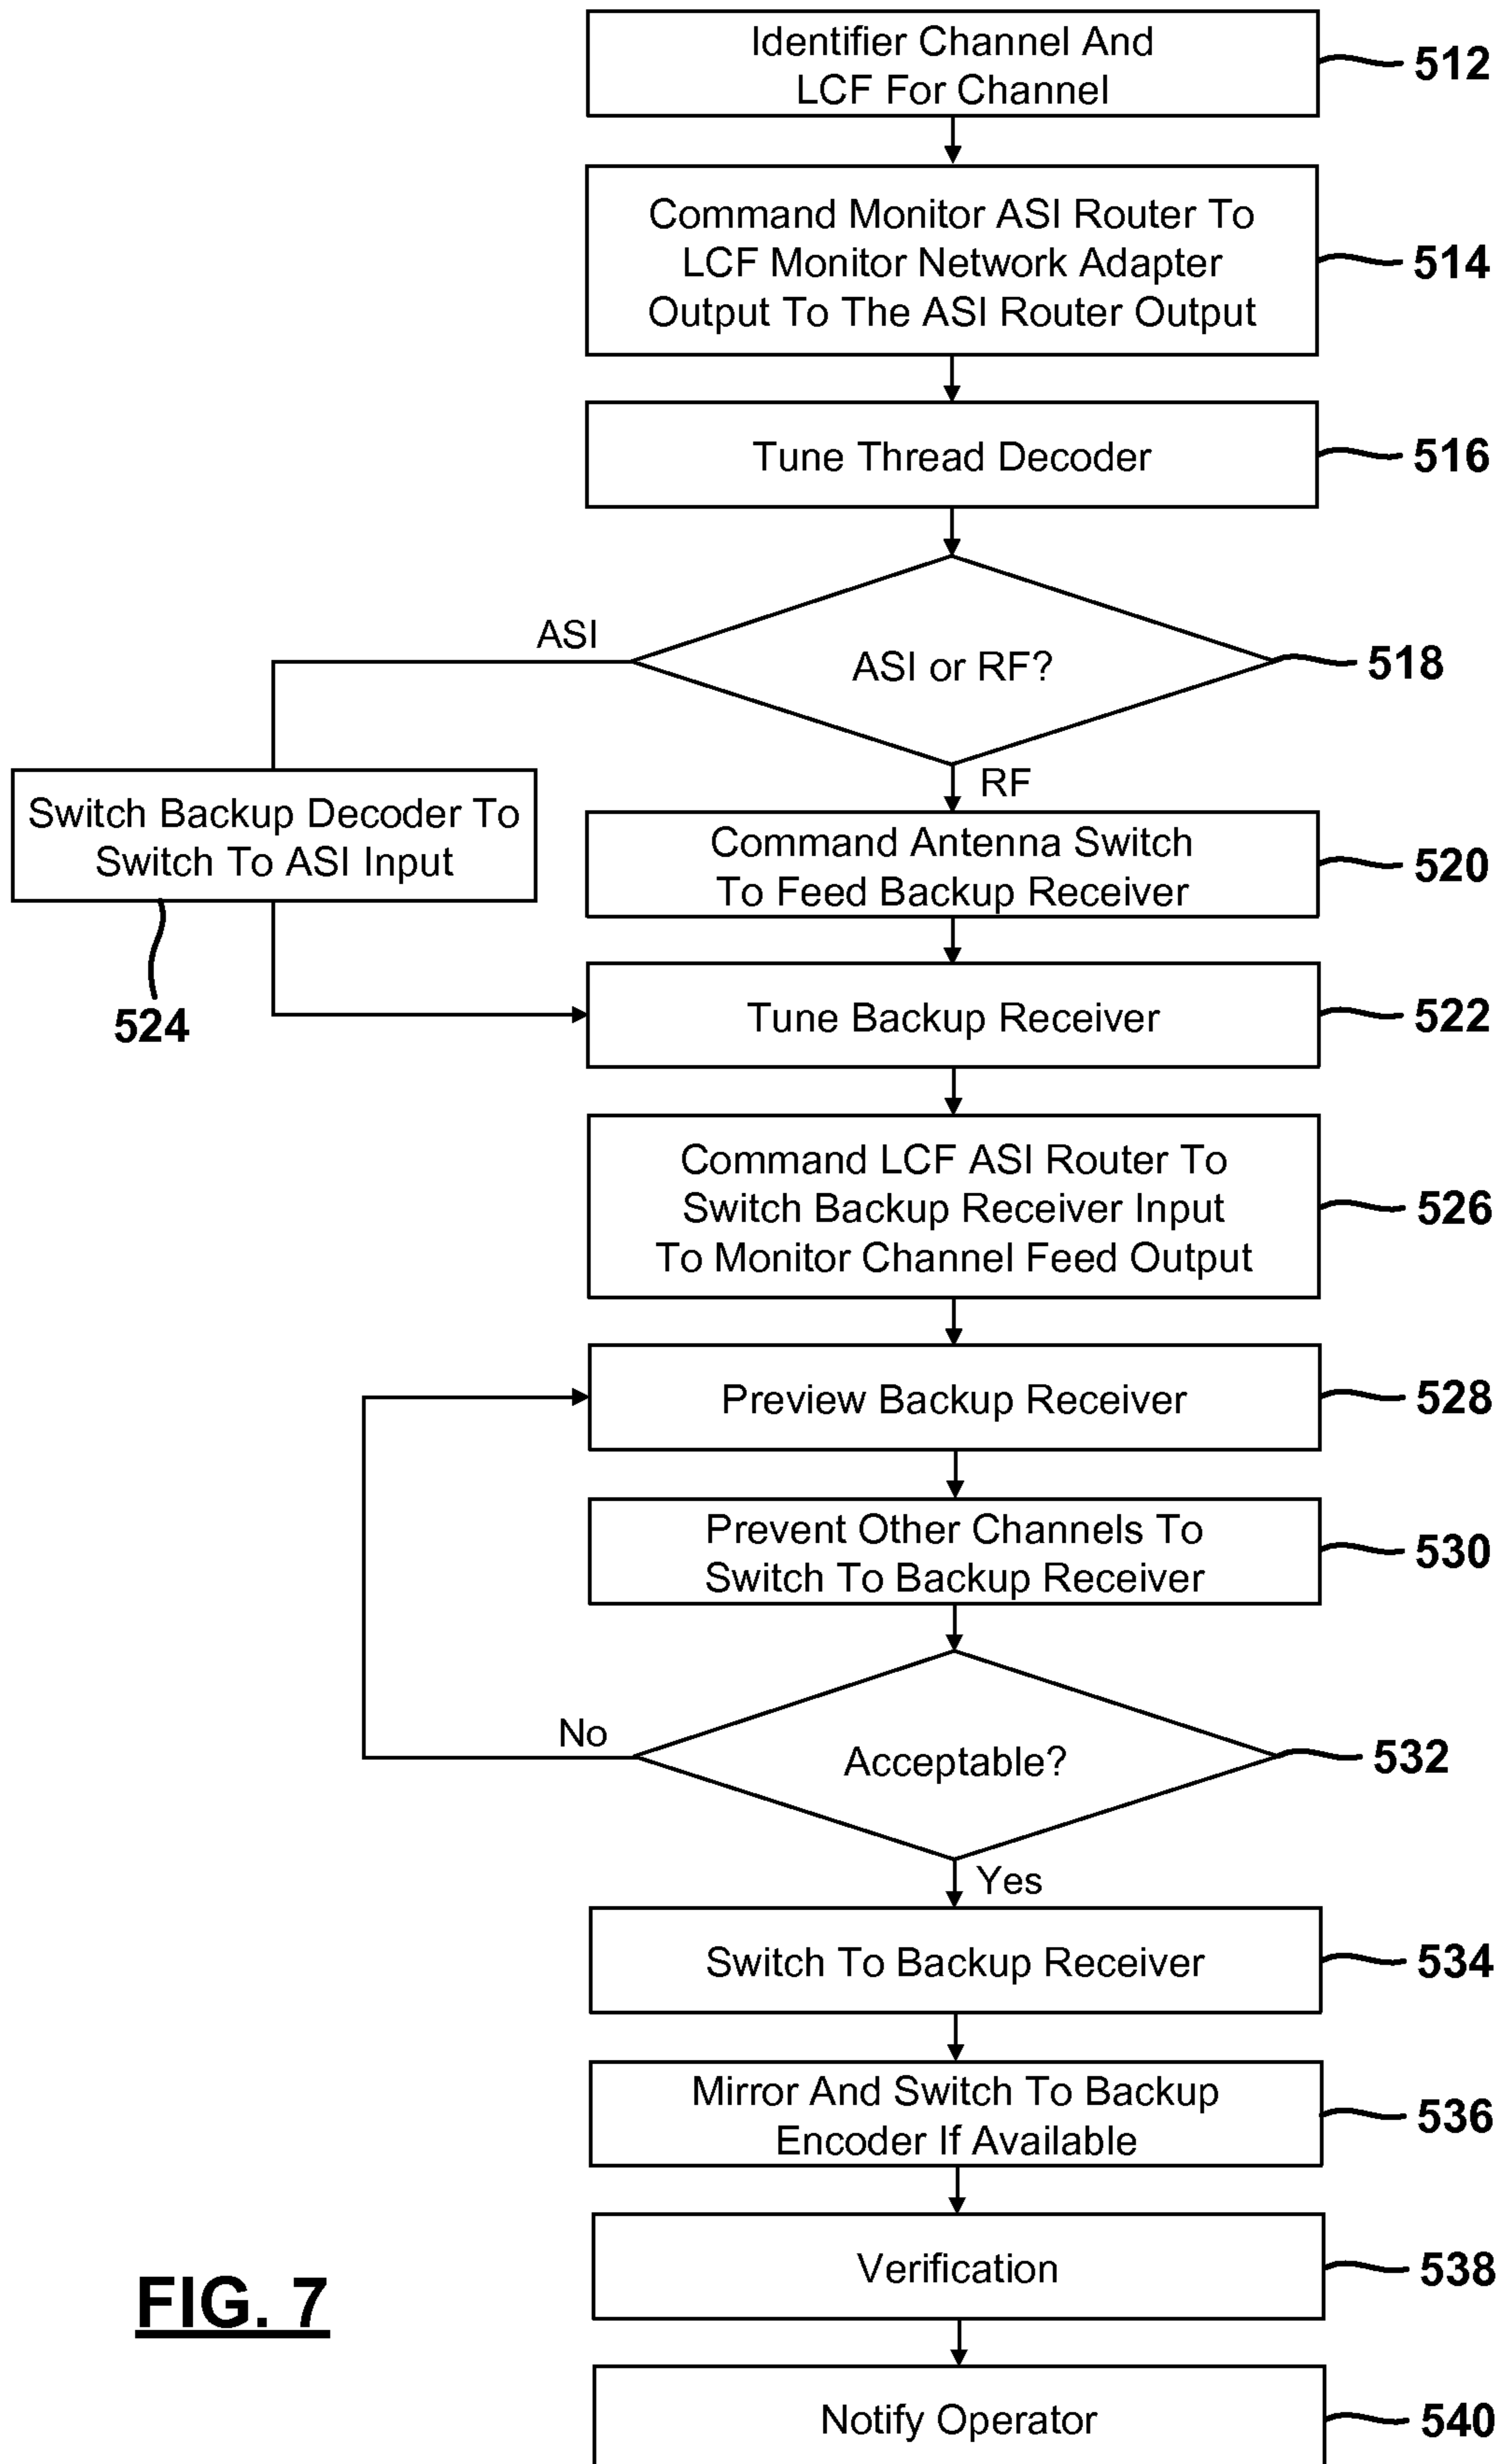 Identifier Channel And
LCF For Channel
512
Command Monitor ASI Router To
LCF Monitor Network Adapter
Output To The ASI Router Output
514
Tune Thread Decoder
516
ASI
ASI or RF?
518
RF
Switch Backup Decoder To
Switch To ASI Input
524
Command Antenna Switch
To Feed Backup Receiver
520
Tune Backup Receiver
522
Command LCF ASI Router To
Switch Backup Receiver Input
To Monitor Channel Feed Output
526
Preview Backup Receiver
528
Prevent Other Channels To
Switch To Backup Receiver
530
No
Acceptable?
532
Yes
Switch To Backup Receiver
534
Mirror And Switch To Backup
Encoder If Available
536
Verification
538
Notify Operator
540
FIG. 7